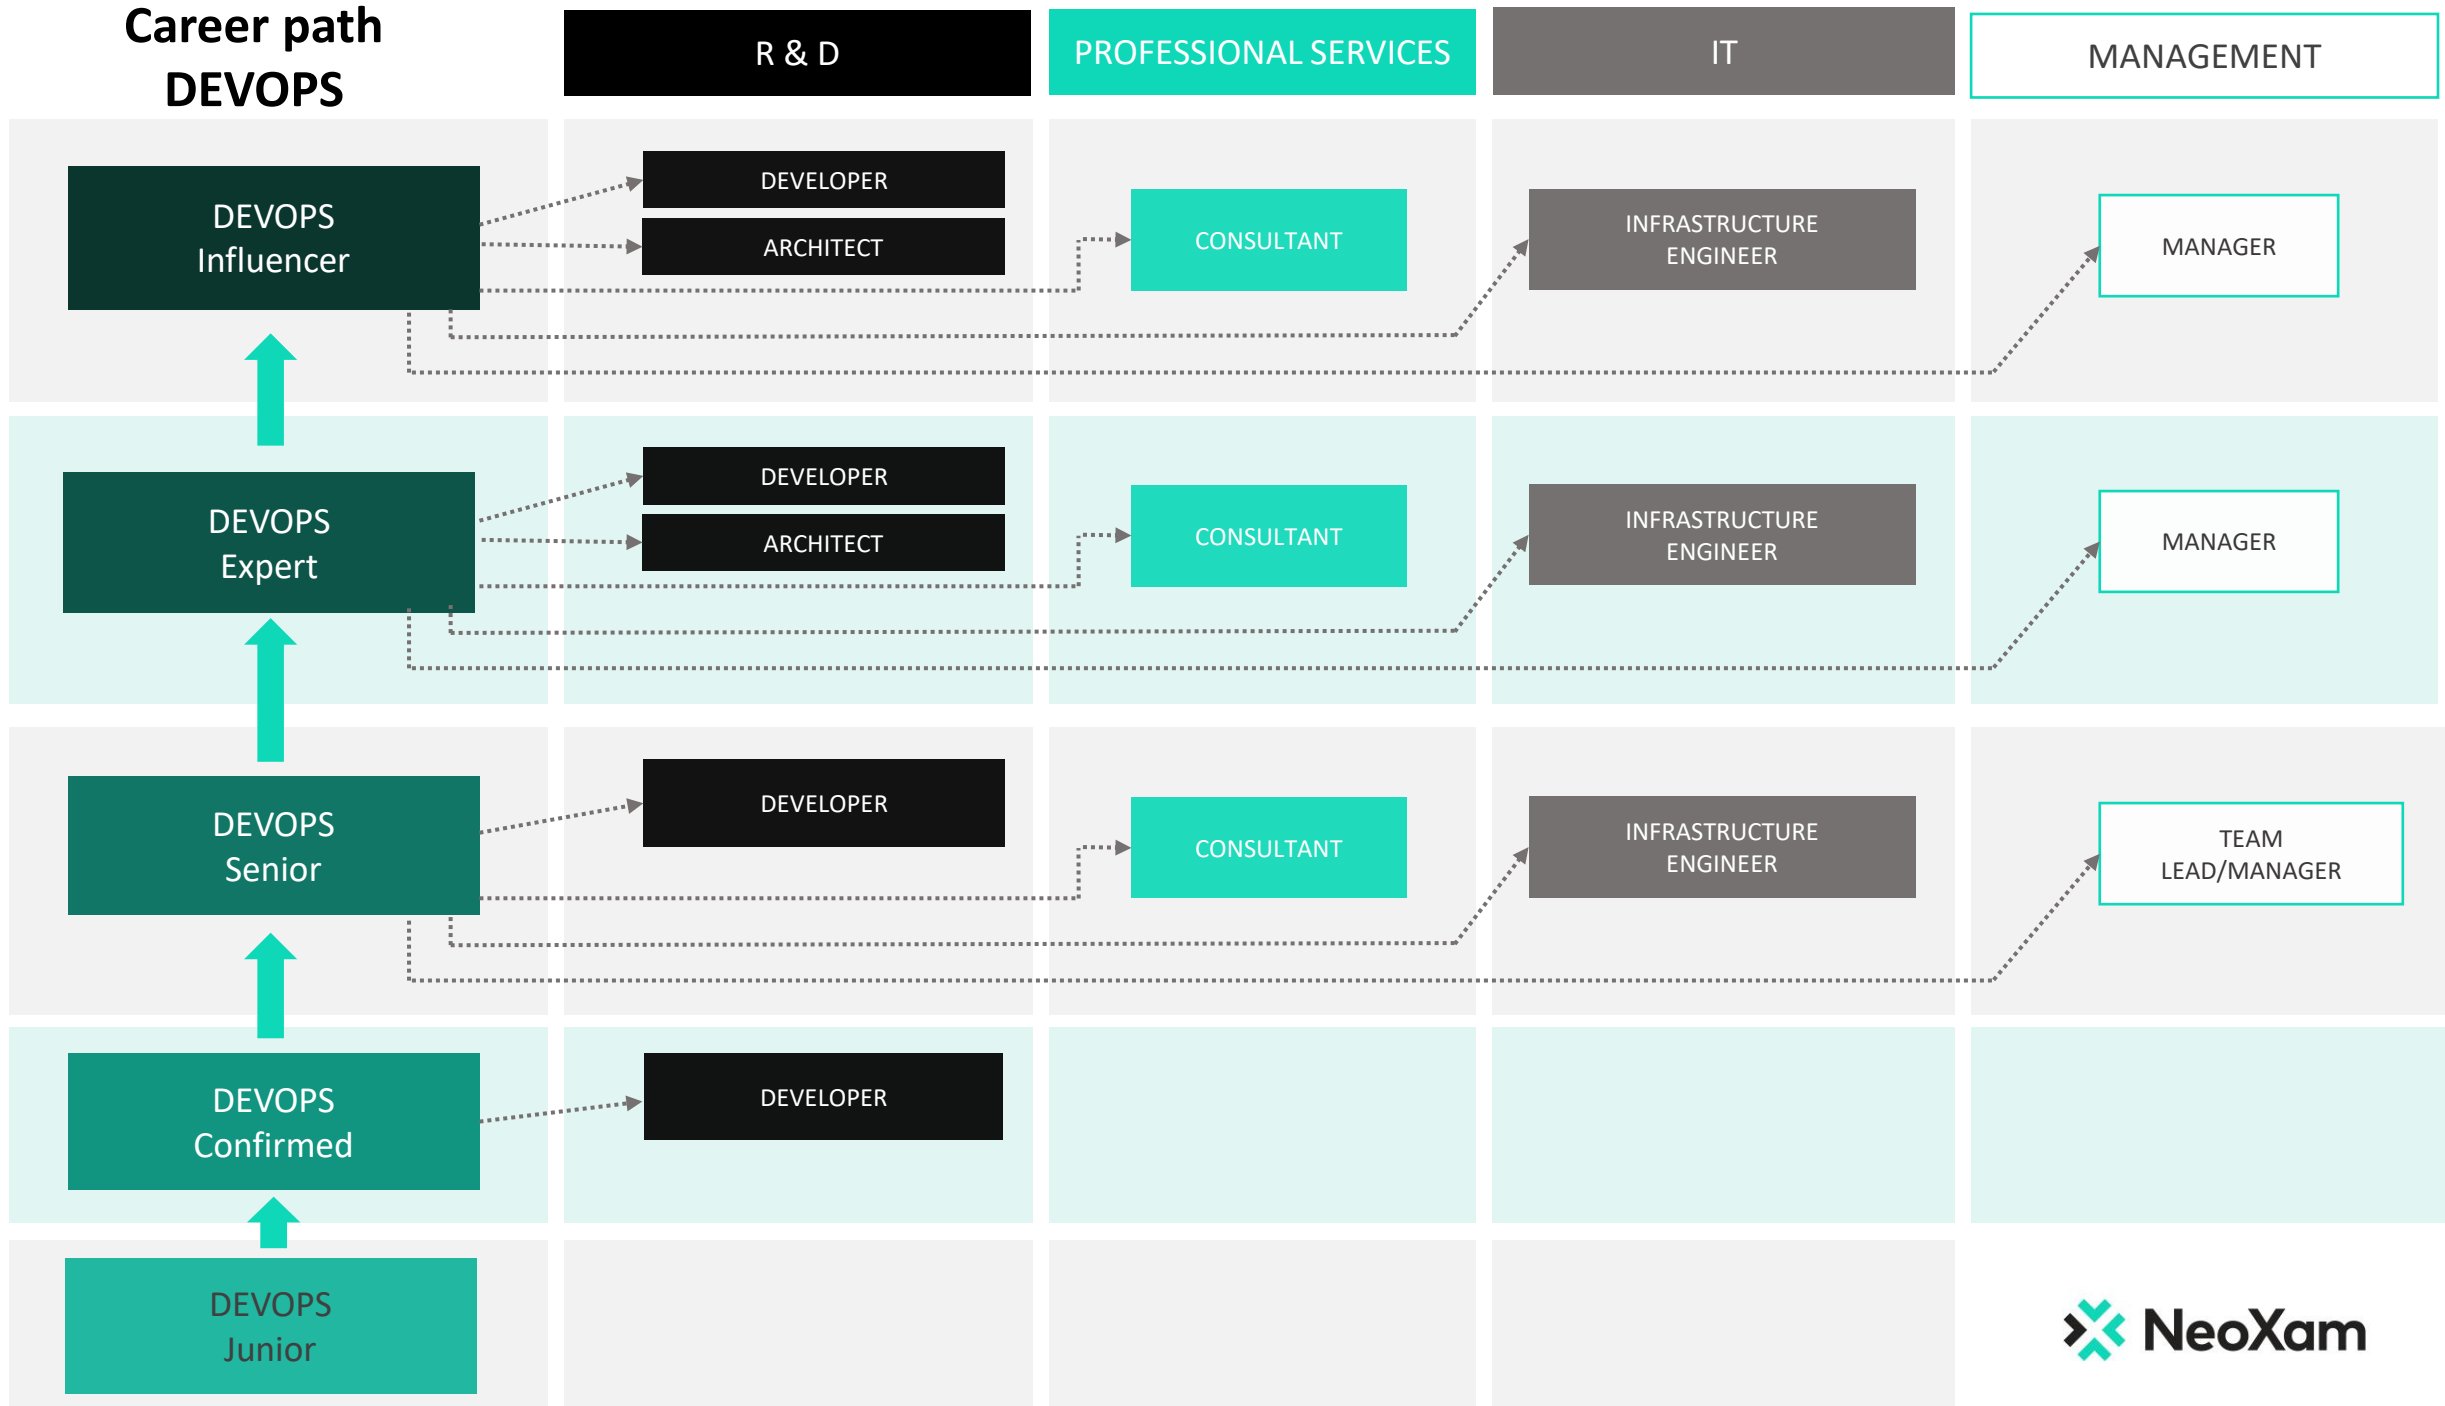 Career path
DEVOPS
R & D
PROFESSIONAL SERVICES
IT
MANAGEMENT
DEVOPS
Influencer
DEVELOPER
ARCHITECT
CONSULTANT
INFRASTRUCTURE
ENGINEER
MANAGER
DEVOPS
Expert
DEVELOPER
ARCHITECT
CONSULTANT
INFRASTRUCTURE
ENGINEER
MANAGER
DEVOPS
Senior
DEVELOPER
CONSULTANT
INFRASTRUCTURE
ENGINEER
TEAM
LEAD/MANAGER
DEVOPS
Confirmed
DEVELOPER
DEVOPS
Junior
NeoXam